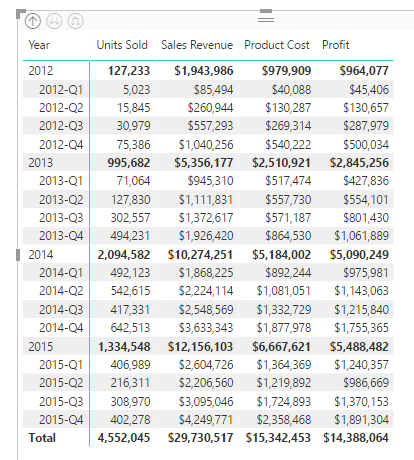 Year Units Sold Sales Revenue Product Cost Profit
2012 127,233 $1,943,986 $979,909 $964,077
2012-Q1 5,023 $85,494 $40,088 $45,406
2012-Q2 15,845 $260,944 $130,287 $130,657
2012-Q3 30,979 $557,293 $269,314 $287,979
2012-Q4 75,386 $1,040,256 $540,222 $500,034
2013 995,682 $5,356,177 $2,510,921 $2,845,256
2013-Q1 71,064 $945,310 $517,474 $427,836
2013-Q2 127,830 $1,111,831 $557,730 $554,101
2013-Q3 302,557 $1,372,617 $571,187 $801,430
2013-Q4 494,231 $1,926,420 $864,530 $1,061,889
2014 2,094,582 $10,274,251 $5,184,002 $5,090,249
2014-Q1 492,123 $1,868,225 $892,244 $975,981
2014-Q2 542,615 $2,224,114 $1,081,051 $1,143,063
2014-Q3 417,331 $2,548,569 $1,332,729 $1,215,840
2014-Q4 642,513 $3,633,343 $1,877,978 $1,755,365
2015 1,334,548 $12,156,103 $6,667,621 $5,488,482
2015-Q1 406,989 $2,604,726 $1,364,369 $1,240,357
2015-Q2 216,311 $2,206,560 $1,219,892 $986,669
2015-Q3 308,970 $3,095,046 $1,724,893 $1,370,153
2015-Q4 402,278 $4,249,771 $2,358,468 $1,891,304
Total 4,552,045 $29,730,517 $15,342,453 $14,388,064